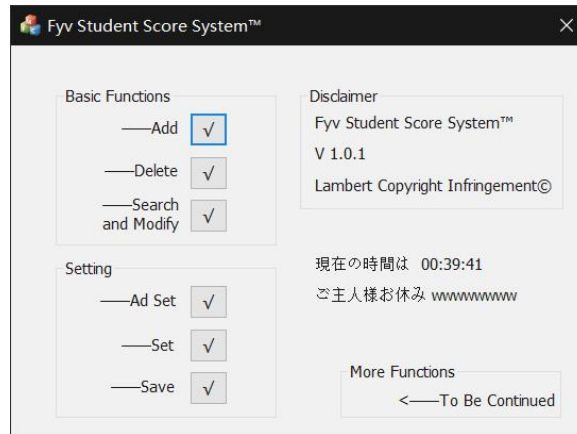 Fyv Student Score System™
Basic Functions
——Add √
——Delete √
——Search
and Modify √
Setting
——Ad Set √
——Set √
——Save √
Disclaimer
Fyv Student Score System™
V 1.0.1
Lambert Copyright Infringement©
現在の時間は 00:39:41
ご主人様お休み wwwwwwwww
More Functions
<——To Be Continued